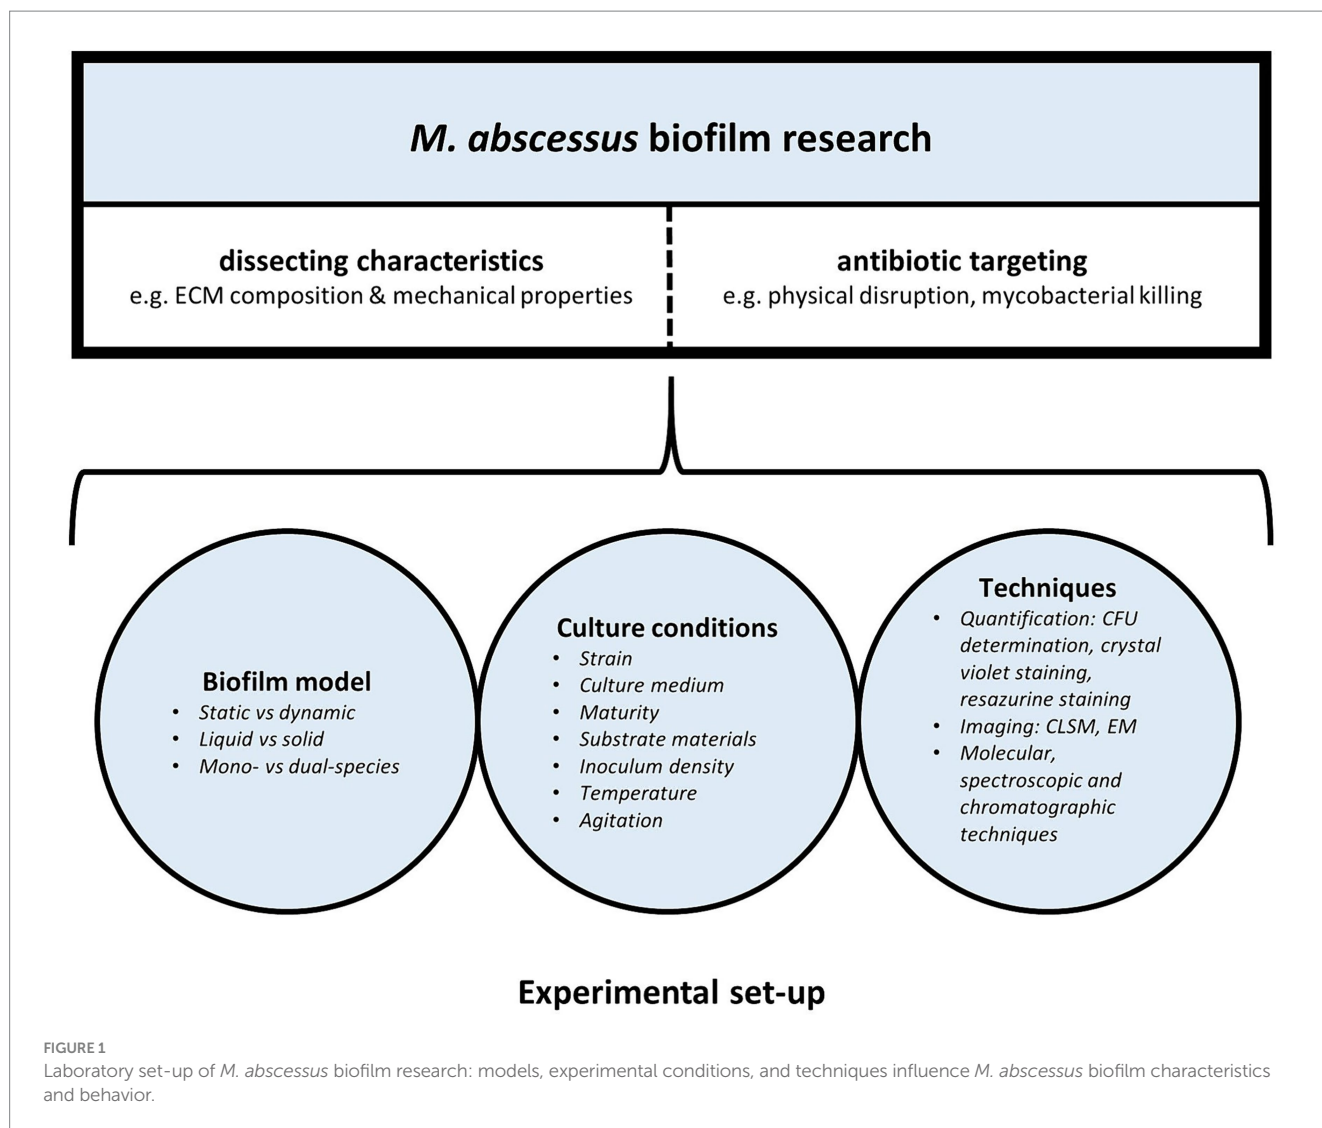 M. abscessus biofilm research
dissecting characteristics
e.g. ECM composition & mechanical properties
antibiotic targeting
e.g. physical disruption, mycobacterial killing
Biofilm model
• Static vs dynamic
• Liquid vs solid
• Mono- vs dual-species
Culture conditions
• Strain
• Culture medium
• Maturity
• Substrate materials
• Inoculum density
• Temperature
• Agitation
Techniques
• Quantification: CFU
determination, crystal
violet staining,
resazurine staining
• Imaging: CLSM, EM
• Molecular,
spectroscopic and
chromatographic
techniques
Experimental set-up
FIGURE 1
Laboratory set-up of M. abscessus biofilm research: models, experimental conditions, and techniques influence M. abscessus biofilm characteristics
and behavior.